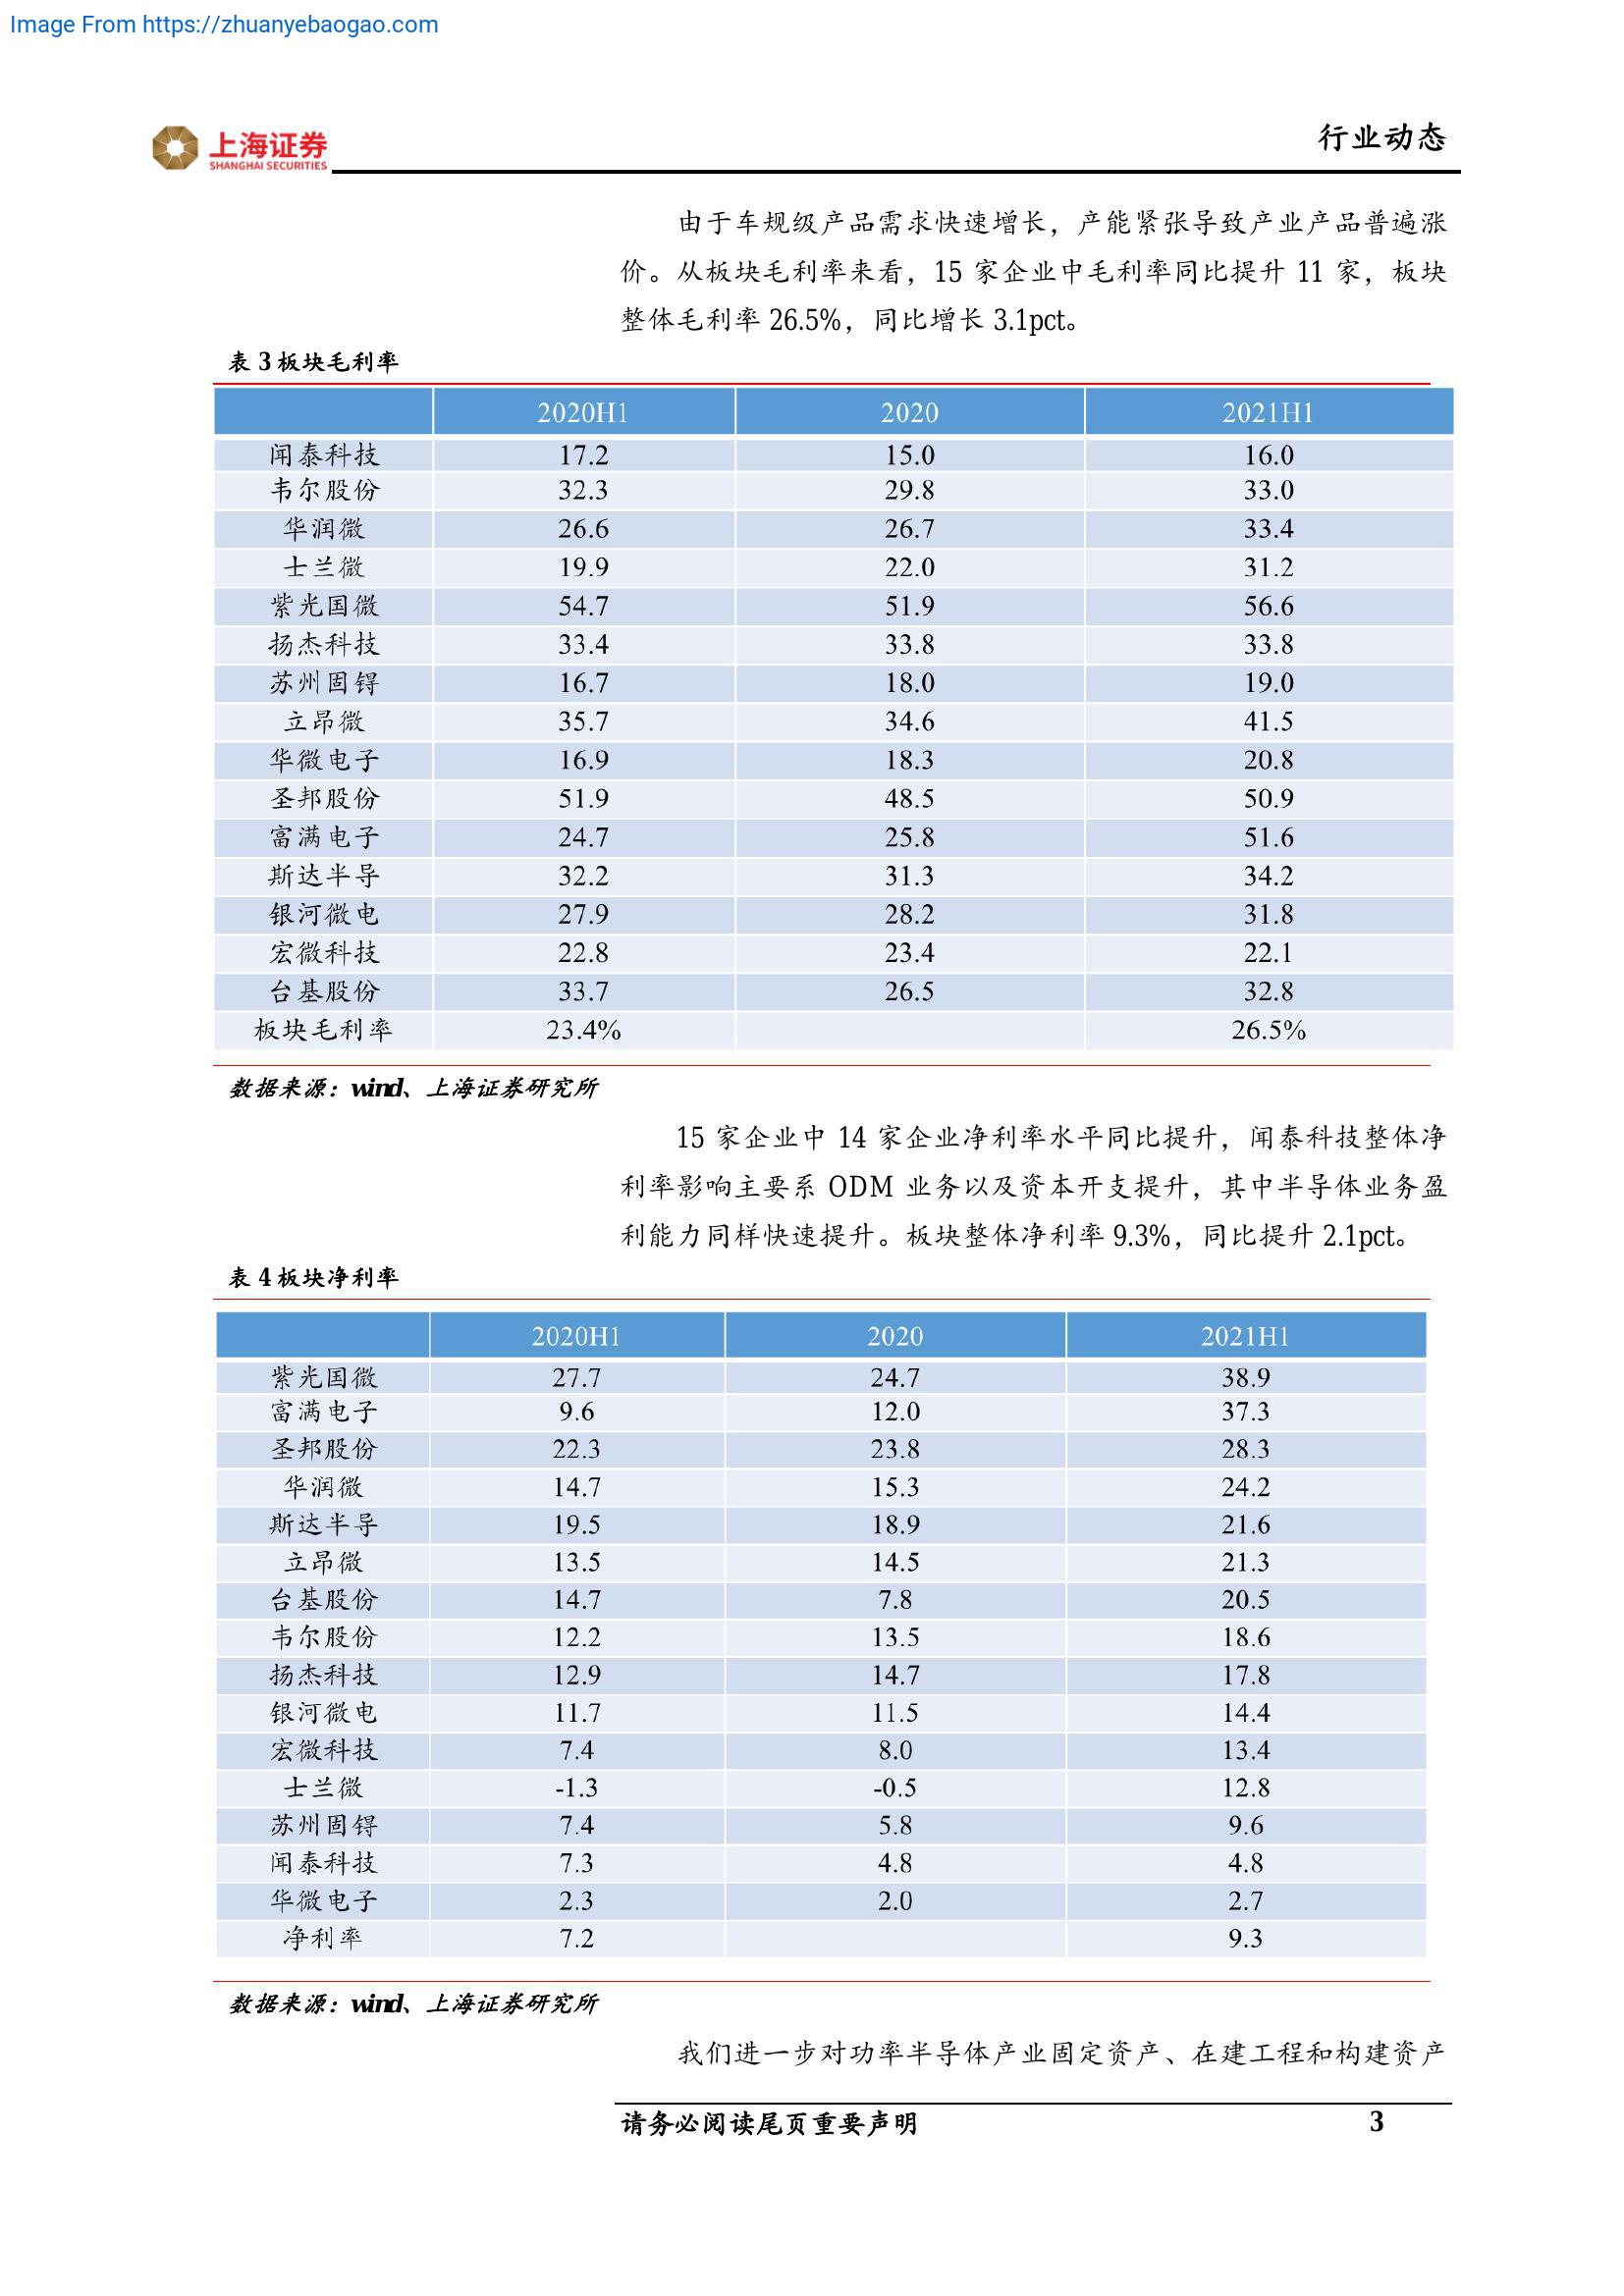 Image From https://zhuanyebaogao.com
上海证券
SHANGHAI SECURITIES
行业动态
由于车规级产品需求快速增长，产能紧张导致产业产品普遍涨
价。从板块毛利率来看，15 家企业中毛利率同比提升 11 家，板块
整体毛利率 26.5%，同比增长 3.1pct。
表 3 板块毛利率
2020H1 2020 2021H1
闻泰科技 17.2 15.0 16.0
韦尔股份 32.3 29.8 33.0
华润微 26.6 26.7 33.4
士兰微 19.9 22.0 31.2
紫光国微 54.7 51.9 56.6
扬杰科技 33.4 33.8 33.8
苏州固锝 16.7 18.0 19.0
立昂微 35.7 34.6 41.5
华微电子 16.9 18.3 20.8
圣邦股份 51.9 48.5 50.9
富满电子 24.7 25.8 51.6
斯达半导 32.2 31.3 34.2
银河微电 27.9 28.2 31.8
宏微科技 22.8 23.4 22.1
台基股份 33.7 26.5 32.8
板块毛利率 23.4% 26.5%
数据来源：wind、上海证券研究所
15 家企业中 14 家企业净利率水平同比提升，闻泰科技整体净
利率影响主要系 ODM 业务以及资本开支提升，其中半导体业务盈
利能力同样快速提升。板块整体净利率 9.3%，同比提升 2.1pct。
表 4 板块净利率
2020H1 2020 2021H1
紫光国微 27.7 24.7 38.9
富满电子 9.6 12.0 37.3
圣邦股份 22.3 23.8 28.3
华润微 14.7 15.3 24.2
斯达半导 19.5 18.9 21.6
立昂微 13.5 14.5 21.3
台基股份 14.7 7.8 20.5
韦尔股份 12.2 13.5 18.6
扬杰科技 12.9 14.7 17.8
银河微电 11.7 11.5 14.4
宏微科技 7.4 8.0 13.4
士兰微 -1.3 -0.5 12.8
苏州固锝 7.4 5.8 9.6
闻泰科技 7.3 4.8 4.8
华微电子 2.3 2.0 2.7
净利率 7.2 9.3
数据来源：wind、上海证券研究所
我们进一步对功率半导体产业固定资产、在建工程和构建资产
请务必阅读尾页重要声明 3